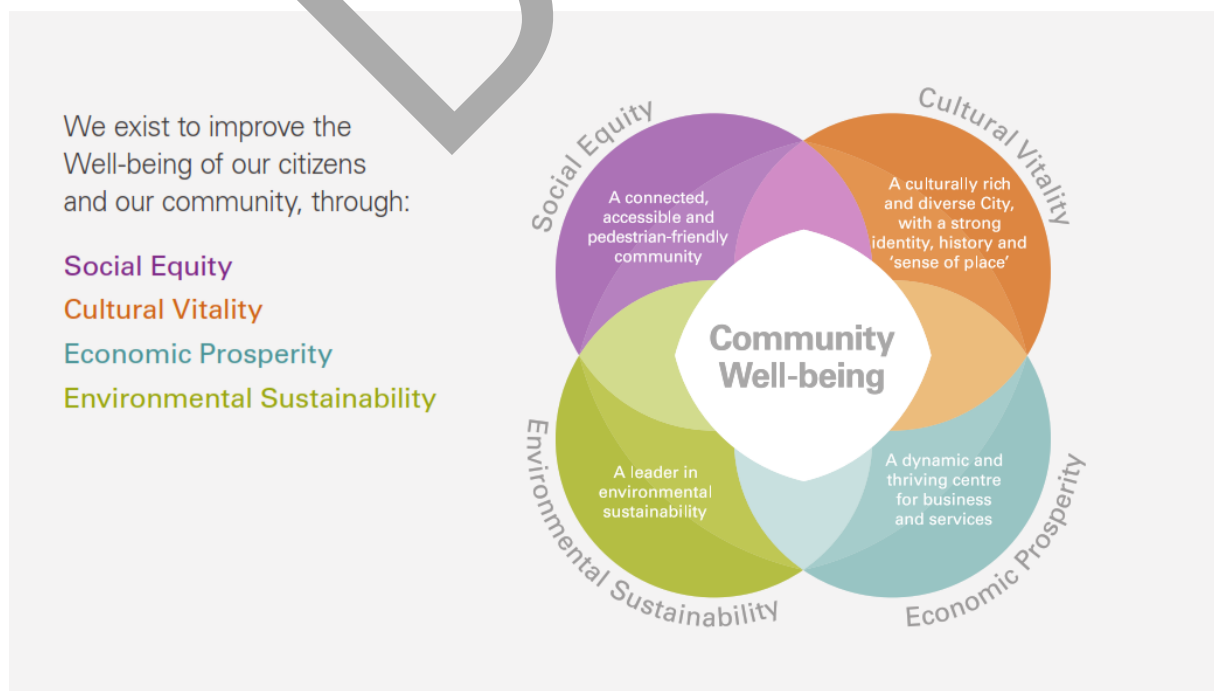 We exist to improve the
Well-being of our citizens
and our community, through:
Social Equity
Cultural Vitality
Economic Prosperity
Environmental Sustainability
Social Equity
A connected,
accessible and
pedestrian-friendly
community
Cultural Vitality
A culturally rich
and diverse City,
with a strong
identity, history and
‘sense of place’
Community
Well-being
Environmental Sustainability
A leader in
environmental
sustainability
Economic Prosperity
A dynamic and
thriving centre
for business
and services